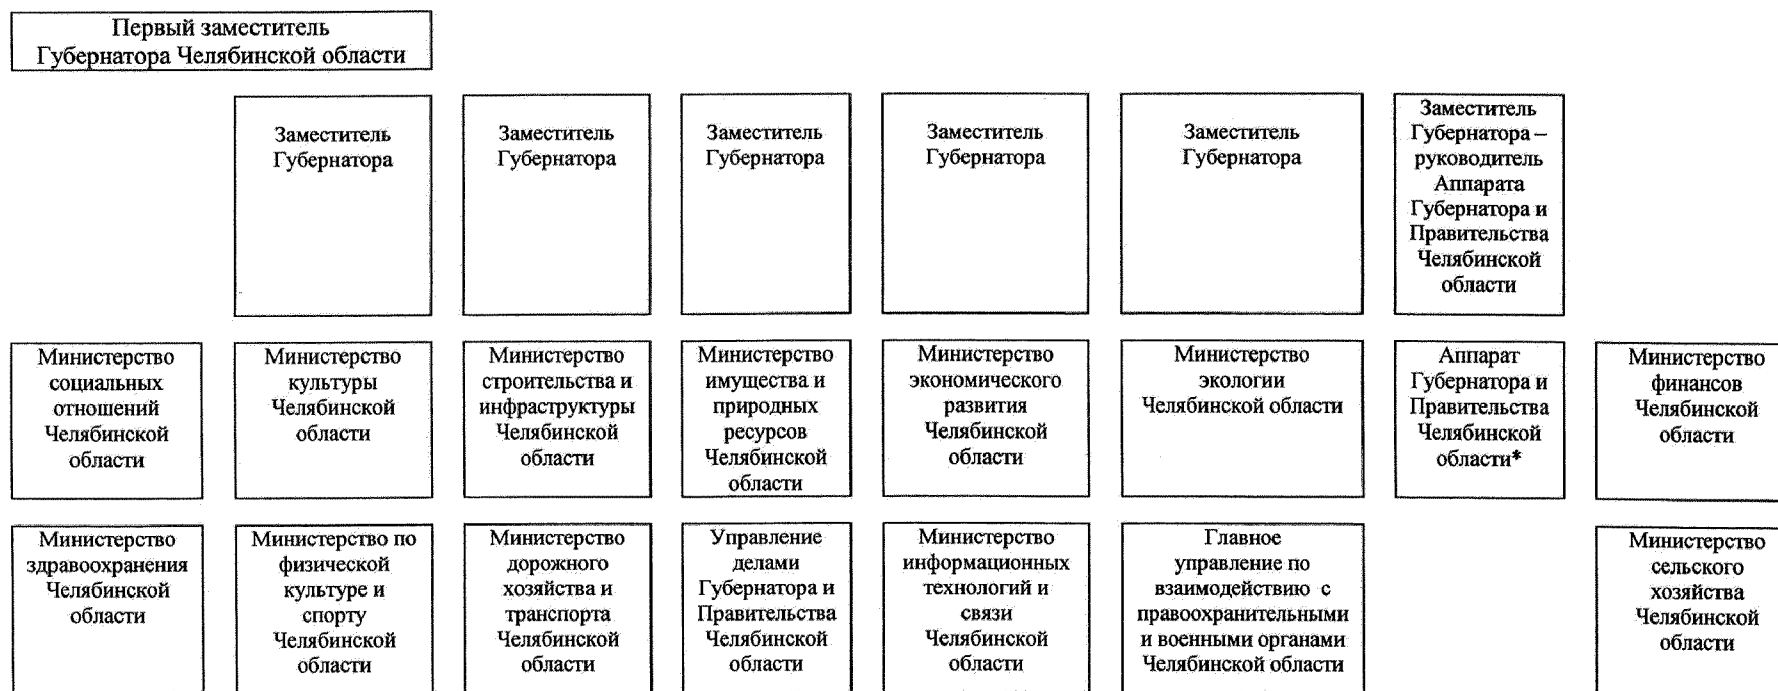 Первый заместитель
Губернатора Челябинской области
Заместитель
Губернатора
Заместитель
Губернатора
Заместитель
Губернатора
Заместитель
Губернатора
Заместитель
Губернатора
Заместитель
Губернатора –
руководитель
Аппарата
Губернатора и
Правительства
Челябинской
области
Министерство
социальных
отношений
Челябинской
области
Министерство
культуры
Челябинской
области
Министерство
строительства и
инфраструктуры
Челябинской
области
Министерство
имущества и
природных
ресурсов
Челябинской
области
Министерство
экономического
развития
Челябинской
области
Министерство
экологии
Челябинской области
Аппарат
Губернатора и
Правительства
Челябинской
области*
Министерство
финансов
Челябинской
области
Министерство
здравоохранения
Челябинской
области
Министерство по
физической
культуре и
спорту
Челябинской
области
Министерство
дорожного
хозяйства и
транспорта
Челябинской
области
Управление
делами
Губернатора и
Правительства
Челябинской
области
Министерство
информационных
технологий и
связи
Челябинской
области
Главное
управление по
взаимодействию с
правоохранительными
и военными органами
Челябинской области
Министерство
сельского
хозяйства
Челябинской
области